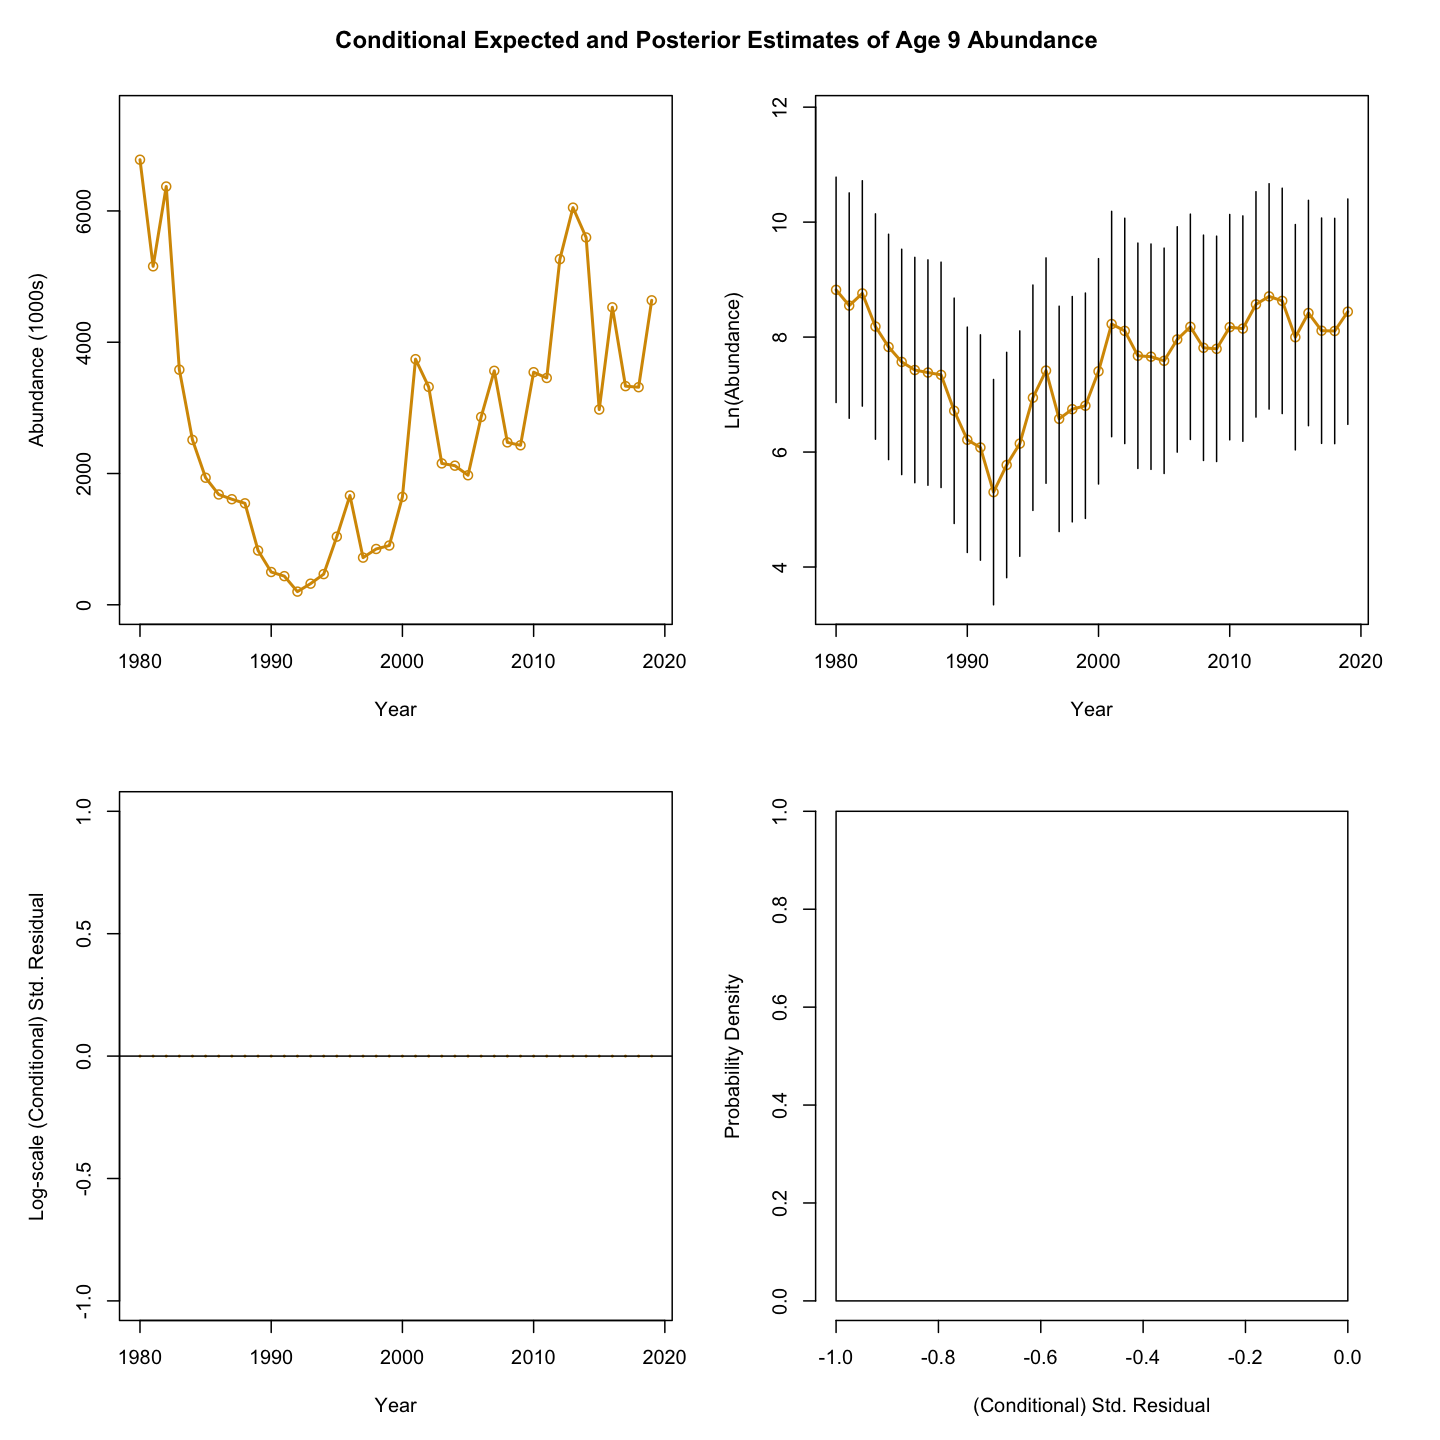 Conditional Expected and Posterior Estimates of Age 9 Abundance
Abundance (1000s)
0 2000 4000 6000
1980 1990 2000 2010 2020
Year
Ln(Abundance)
4 6 8 10 12
1980 1990 2000 2010 2020
Year
Log-scale (Conditional) Std. Residual
-1.0 -0.5 0.0 0.5 1.0
1980 1990 2000 2010 2020
Year
Probability Density
0.0 0.2 0.4 0.6 0.8 1.0
-1.0 -0.8 -0.6 -0.4 -0.2 0.0
(Conditional) Std. Residual